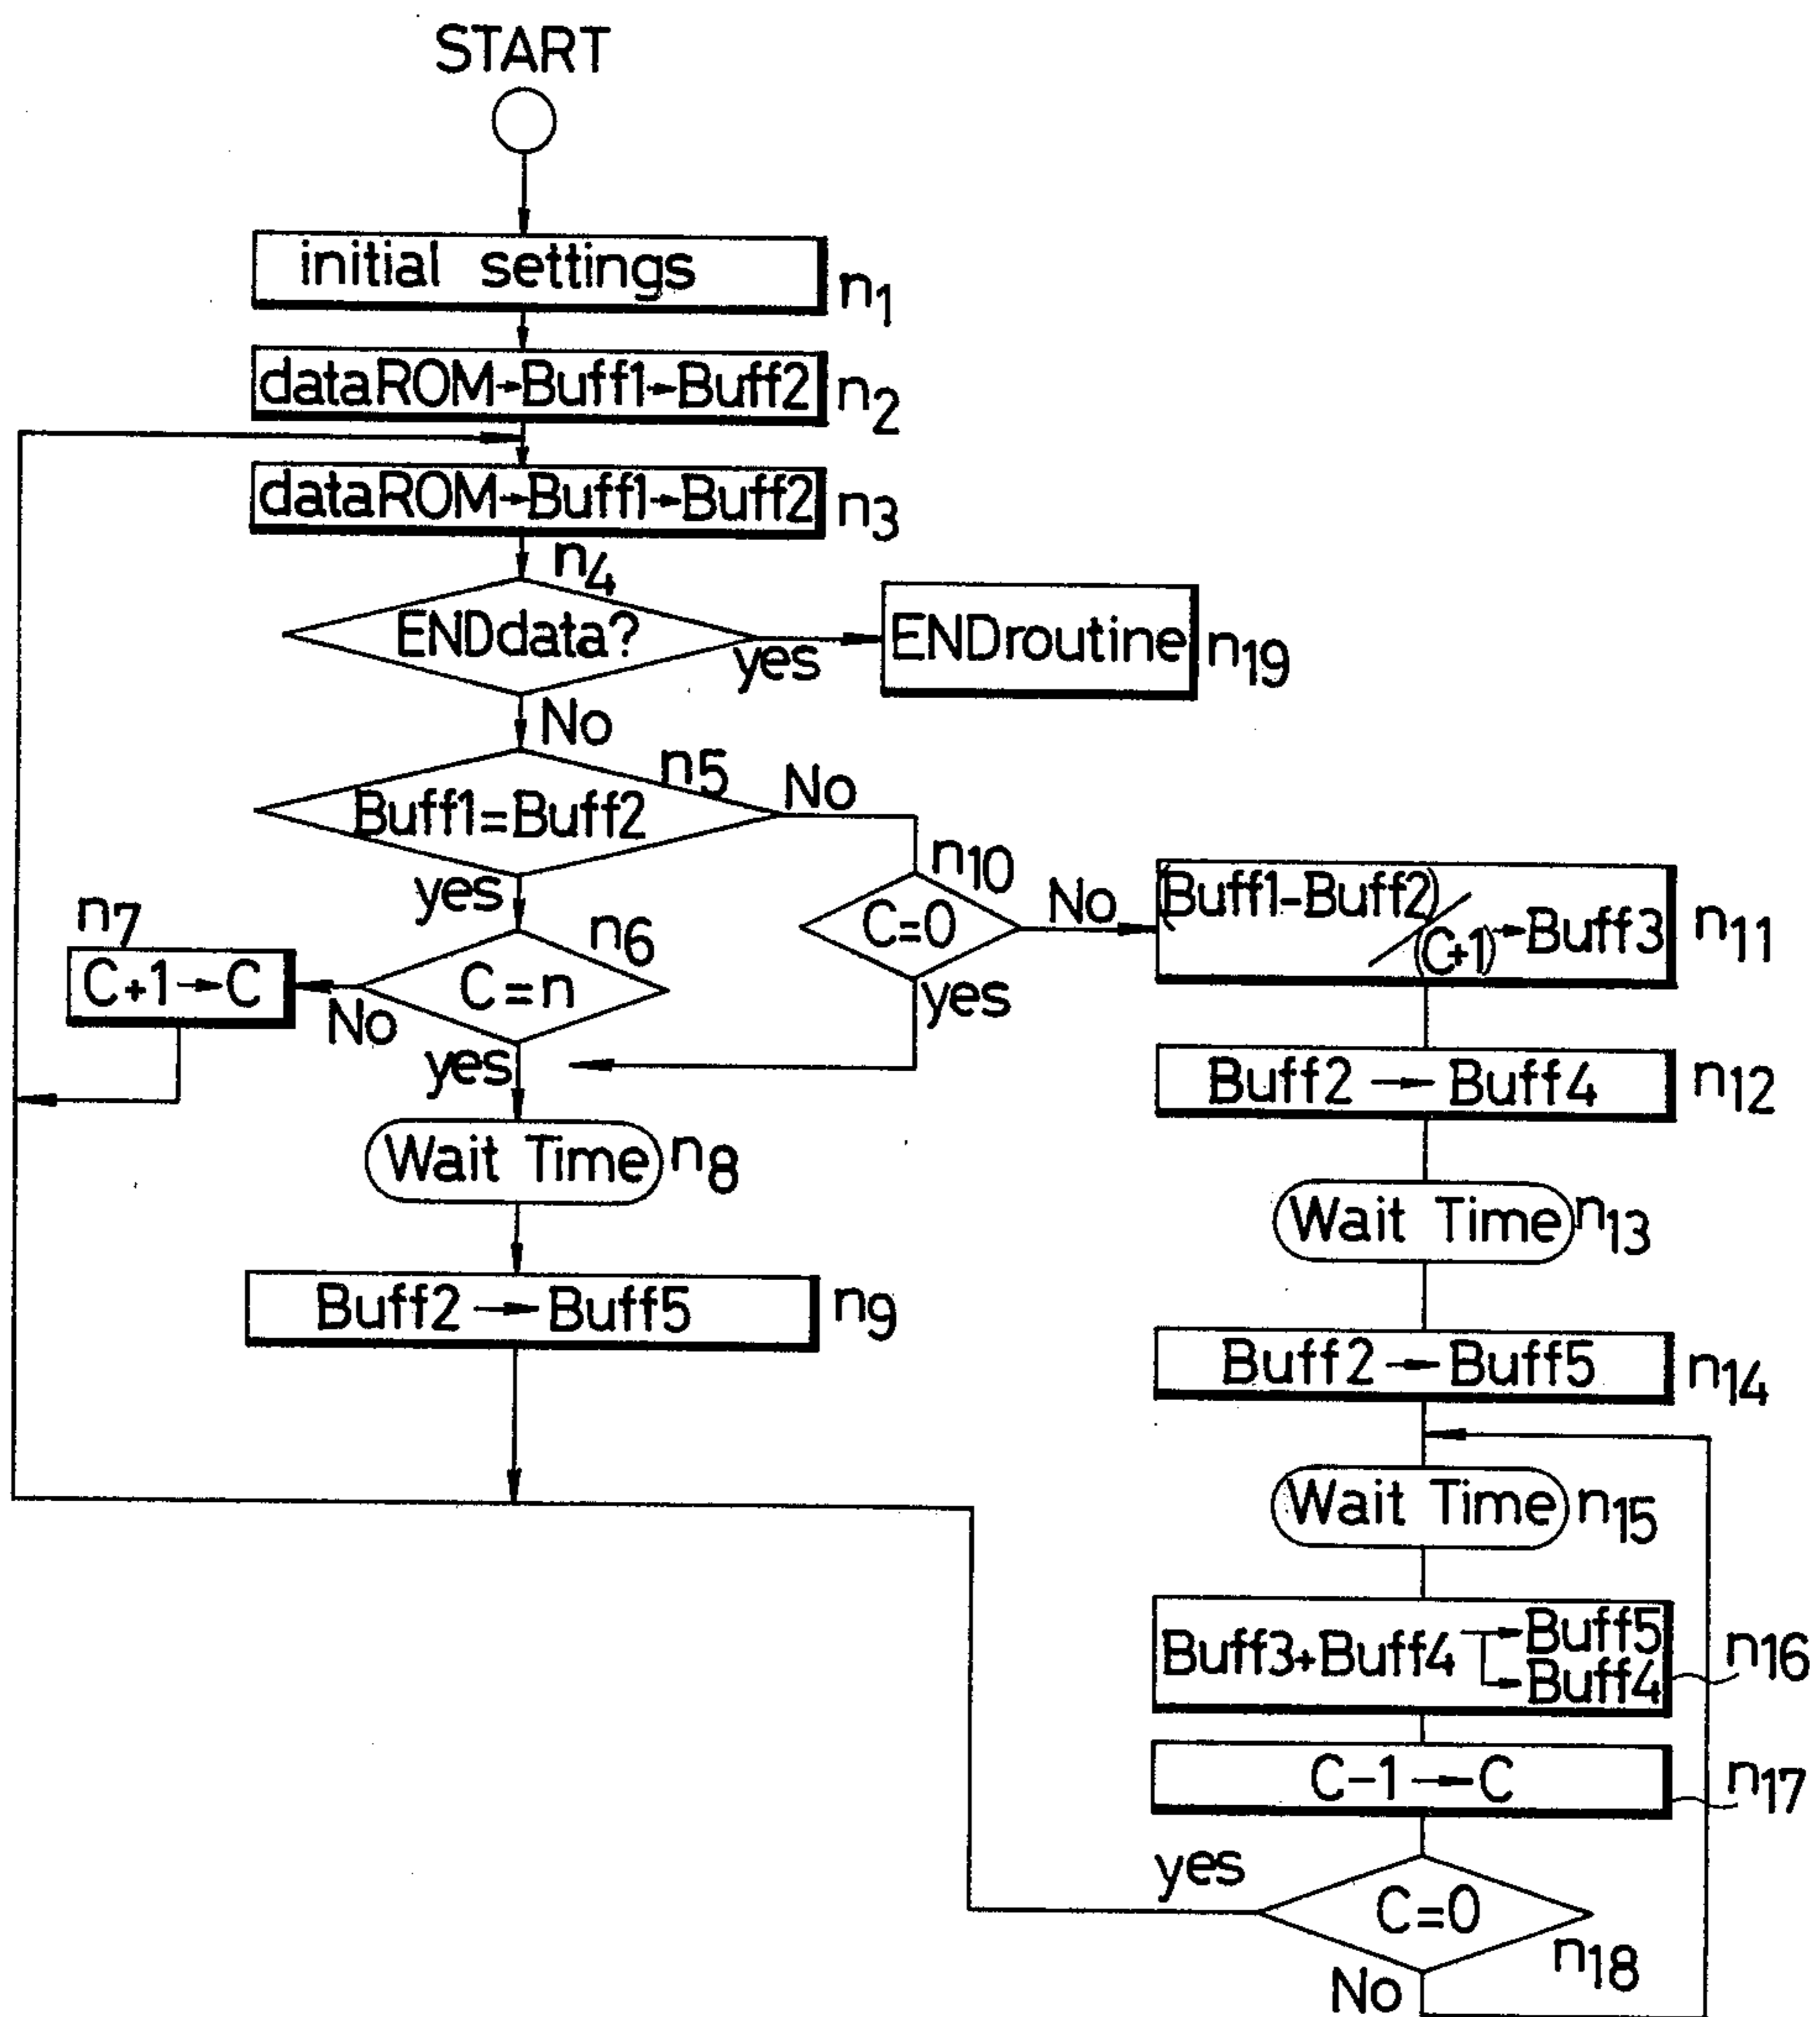 START
initial settings n1
dataROM→Buff1→Buff2 n2
dataROM→Buff1→Buff2 n3
n4
ENDdata?
yes
ENDroutine n19
No
n5
Buff1=Buff2
No
yes
n10
C=0
No
yes
(Buff1-Buff2)/(C+1)→Buff3 n11
n6
C=n
No
yes
n7
C+1→C
Buff2→Buff4 n12
Wait Time n8
Wait Time n13
Buff2→Buff5 n9
Buff2→Buff5 n14
Wait Time n15
Buff3+Buff4→Buff5 n16
→Buff4
C-1→C n17
yes
C=0
n18
No